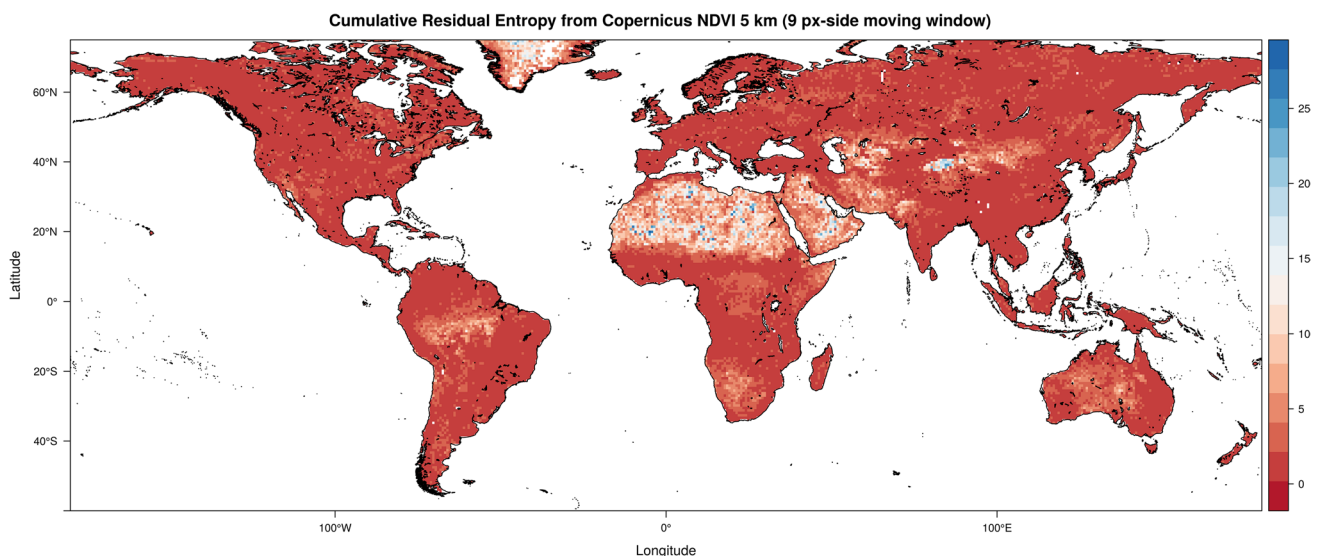 Cumulative Residual Entropy from Copernicus NDVI 5 km (9 px-side moving window)
60°N
40°N
20°N
0°
20°S
40°S
Latitude
100°W
0°
100°E
Longitude
25
20
15
10
5
0